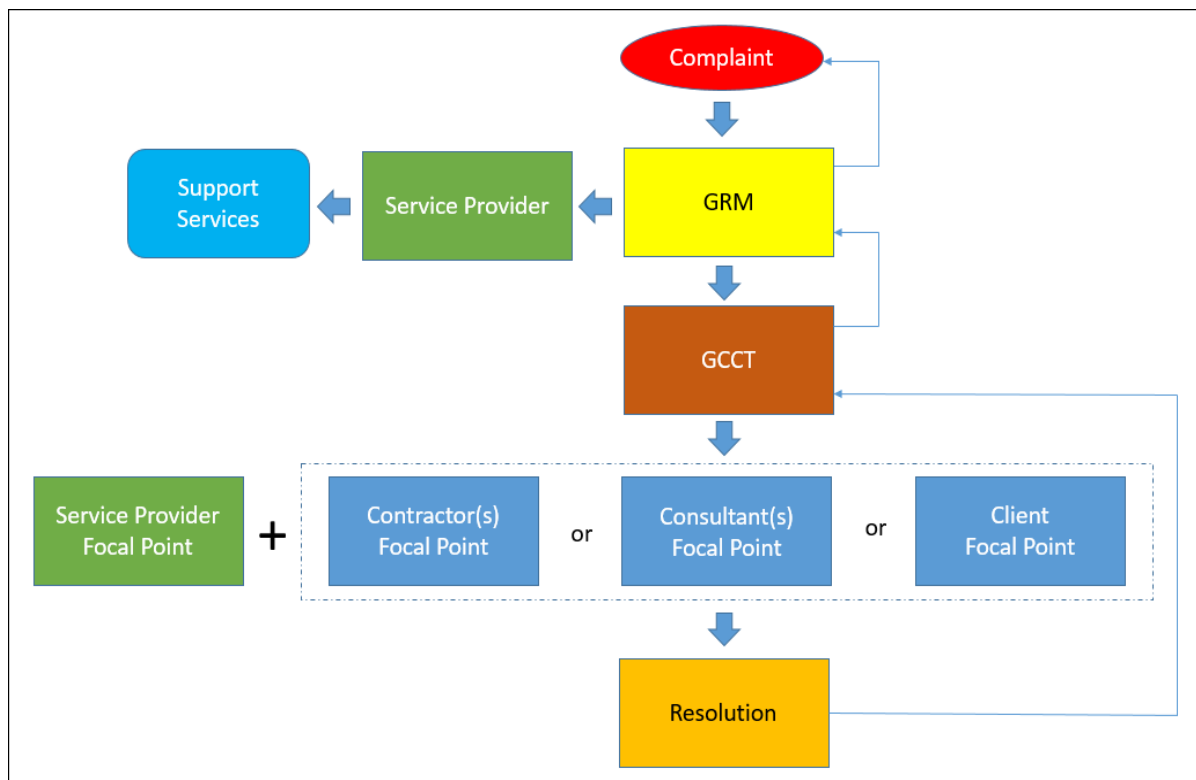 Complaint
Support
Services
Service Provider
GRM
GCCT
Service Provider
Focal Point
+
Contractor(s)
Focal Point
or
Consultant(s)
Focal Point
or
Client
Focal Point
Resolution